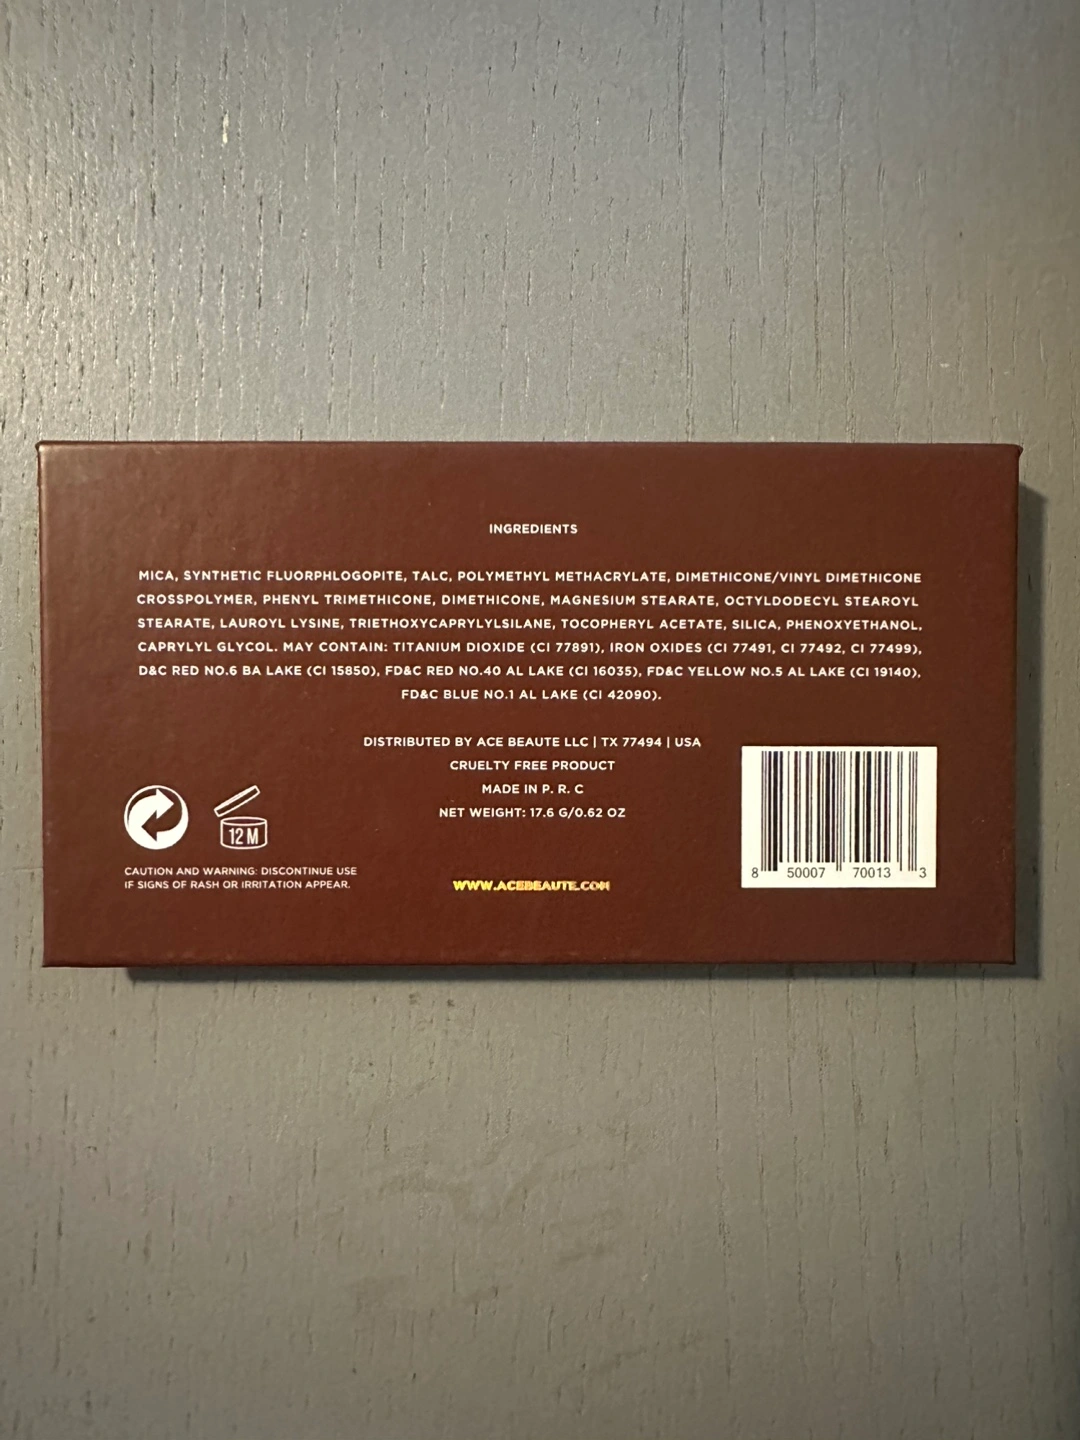 INGREDIENTS
MICA, SYNTHETIC FLUORPHLOGOPITE, TALC, POLYMETHYL METHACRYLATE, DIMETHICONE/VINYL DIMETHICONE
CROSSPOLYMER, PHENYL TRIMETHICONE, DIMETHICONE, MAGNESIUM STEARATE, OCTYLDODECYL STEAROYL
STEARATE, LAUROYL LYSINE, TRIETHOXYCAPRYLYLSILANE, TOCOPHERYL ACETATE, SILICA, PHENOXYETHANOL,
CAPRYLYL GLYCOL. MAY CONTAIN: TITANIUM DIOXIDE (CI 77891), IRON OXIDES (CI 77491, CI 77492, CI 77499),
D&C RED NO.6 BA LAKE (CI 15850), FD&C RED NO.40 AL LAKE (CI 16035), FD&C YELLOW NO.5 AL LAKE (CI 19140),
FD&C BLUE NO.1 AL LAKE (CI 42090).
DISTRIBUTED BY ACE BEAUTE LLC | TX 77494 | USA
CRUELTY FREE PRODUCT
MADE IN P. R. C
NET WEIGHT: 17.6 G/0.62 OZ
12 M
CAUTION AND WARNING: DISCONTINUE USE
IF SIGNS OF RASH OR IRRITATION APPEAR.
WWW.ACEBEAUTE.COM
8 50007 70013 3